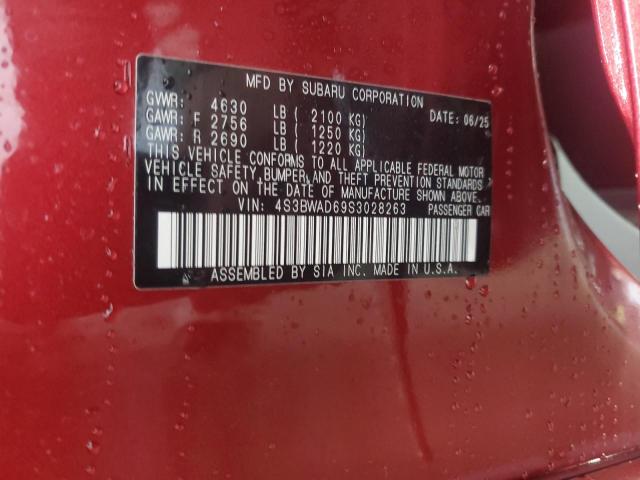 MFD BY SUBARU CORPORATION
GVWR: 4630 LB ( 2100 KG) DATE: 06/25
GAWR: F 2756 LB ( 1250 KG)
GAWR: R 2690 LB ( 1220 KG)
THIS VEHICLE CONFORMS TO ALL APPLICABLE FEDERAL MOTOR
VEHICLE SAFETY, BUMPER, AND THEFT PREVENTION STANDARDS
IN EFFECT ON THE DATE OF MANUFACTURE SHOWN ABOVE.
VIN: 4S3BWAD69S3028263 PASSENGER CAR
ASSEMBLED BY SIA INC. MADE IN U.S.A.